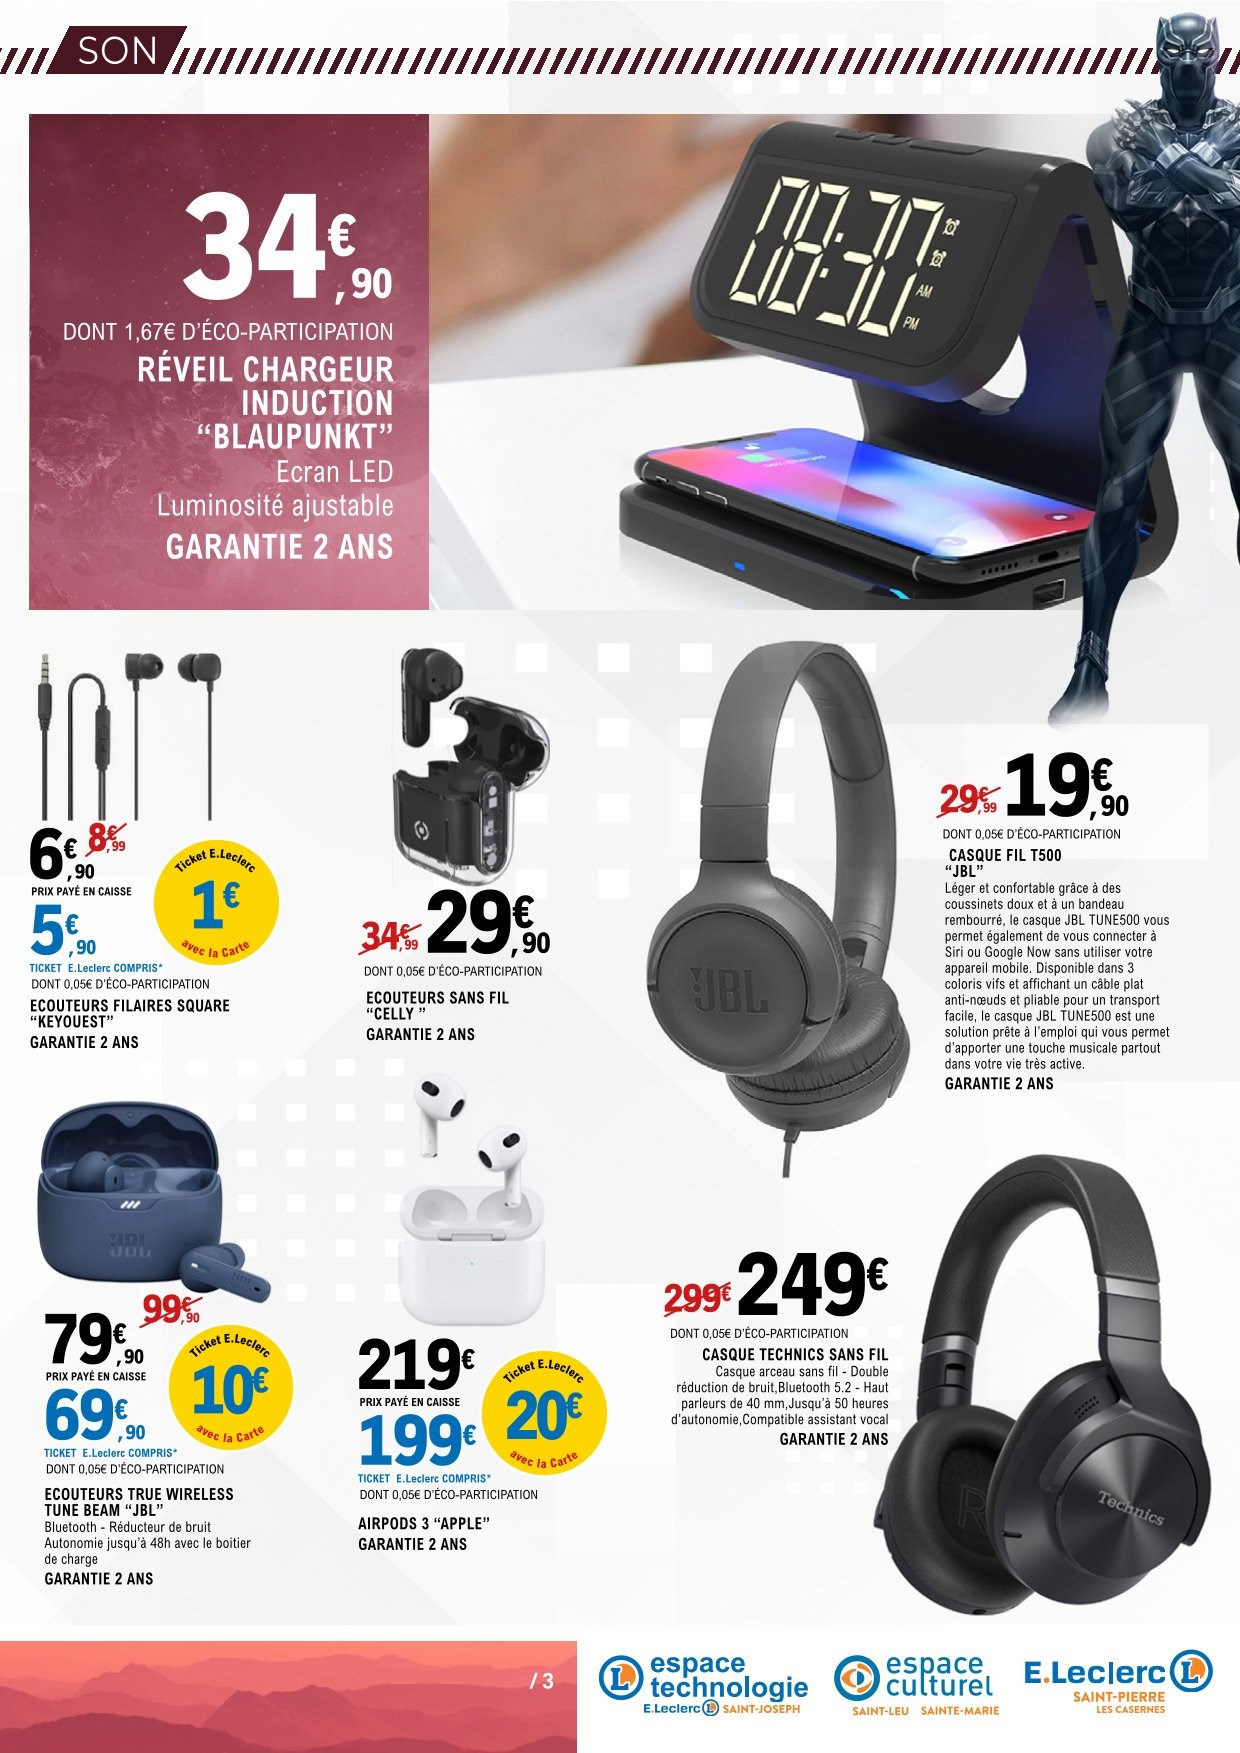 SON
34€,90
DONT 1,67€ D'ÉCO-PARTICIPATION
RÉVEIL CHARGEUR
INDUCTION
“BLAUPUNKT”
Ecran LED
Luminosité ajustable
GARANTIE 2 ANS
08:30
AM
PM
6€,90
8€,99
PRIX PAYÉ EN CAISSE
5€,90
TICKET E.Leclerc COMPRIS*
DONT 0,05€ D'ÉCO-PARTICIPATION
ECOUTEURS FILAIRES SQUARE
“KEYOUEST”
GARANTIE 2 ANS
Ticket E.Leclerc
1€
avec la Carte
34€,99
29€,90
DONT 0,05€ D'ÉCO-PARTICIPATION
ECOUTEURS SANS FIL
“CELLY ”
GARANTIE 2 ANS
JBL
29€,99
19€,90
DONT 0,05€ D'ÉCO-PARTICIPATION
CASQUE FIL T500
“JBL”
Léger et confortable grâce à des
coussinets doux et à un bandeau
rembourré, le casque JBL TUNE500 vous
permet également de vous connecter à
Siri ou Google Now sans utiliser votre
appareil mobile. Disponible dans 3
coloris vifs et affichant un câble plat
anti-nœuds et pliable pour un transport
facile, le casque JBL TUNE500 est une
solution prête à l'emploi qui vous permet
d'apporter une touche musicale partout
dans votre vie très active.
GARANTIE 2 ANS
JBL
JBL
99€,90
79€,90
PRIX PAYÉ EN CAISSE
69€,90
TICKET E.Leclerc COMPRIS*
DONT 0,05€ D'ÉCO-PARTICIPATION
ECOUTEURS TRUE WIRELESS
TUNE BEAM “JBL”
Bluetooth - Réducteur de bruit
Autonomie jusqu'à 48h avec le boitier
de charge
GARANTIE 2 ANS
Ticket E.Leclerc
10€
avec la Carte
219€
PRIX PAYÉ EN CAISSE
199€
TICKET E.Leclerc COMPRIS*
DONT 0,05€ D'ÉCO-PARTICIPATION
AIRPODS 3 “APPLE”
GARANTIE 2 ANS
Ticket E.Leclerc
20€
avec la Carte
299€
249€
DONT 0,05€ D'ÉCO-PARTICIPATION
CASQUE TECHNICS SANS FIL
Casque arceau sans fil - Double
réduction de bruit,Bluetooth 5.2 - Haut
parleurs de 40 mm,Jusqu'à 50 heures
d'autonomie,Compatible assistant vocal
GARANTIE 2 ANS
R
Technics
/ 3
espace
technologie
E.Leclerc L SAINT-JOSEPH
espace
culturel
SAINT-LEU SAINTE-MARIE
E.Leclerc L
SAINT-PIERRE
LES CASERNES